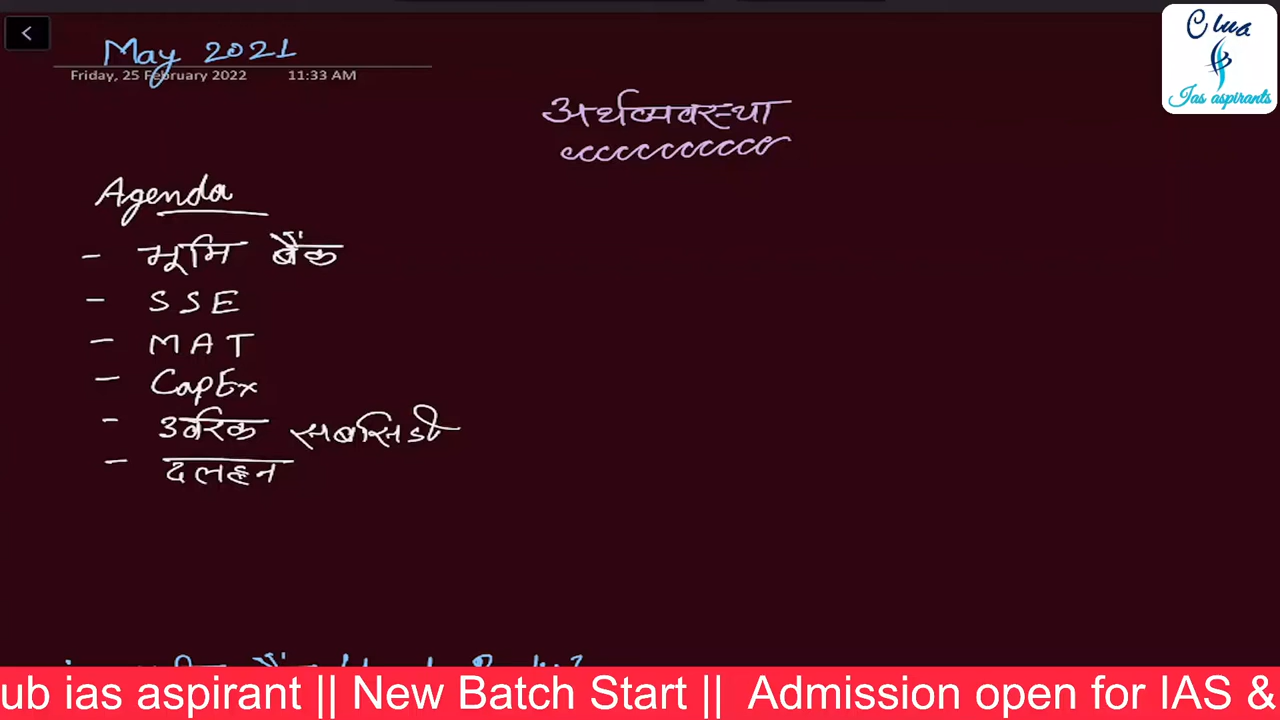 May 2021
Friday, 25 February 2022 11:33 AM
Club
Ias aspirants
अर्थव्यवस्था
Agenda
- भूमि बैंक
- SSE
- MAT
- CapEx
- उर्वरक सबसिडी
- दलहन
ub ias aspirant || New Batch Start || Admission open for IAS &